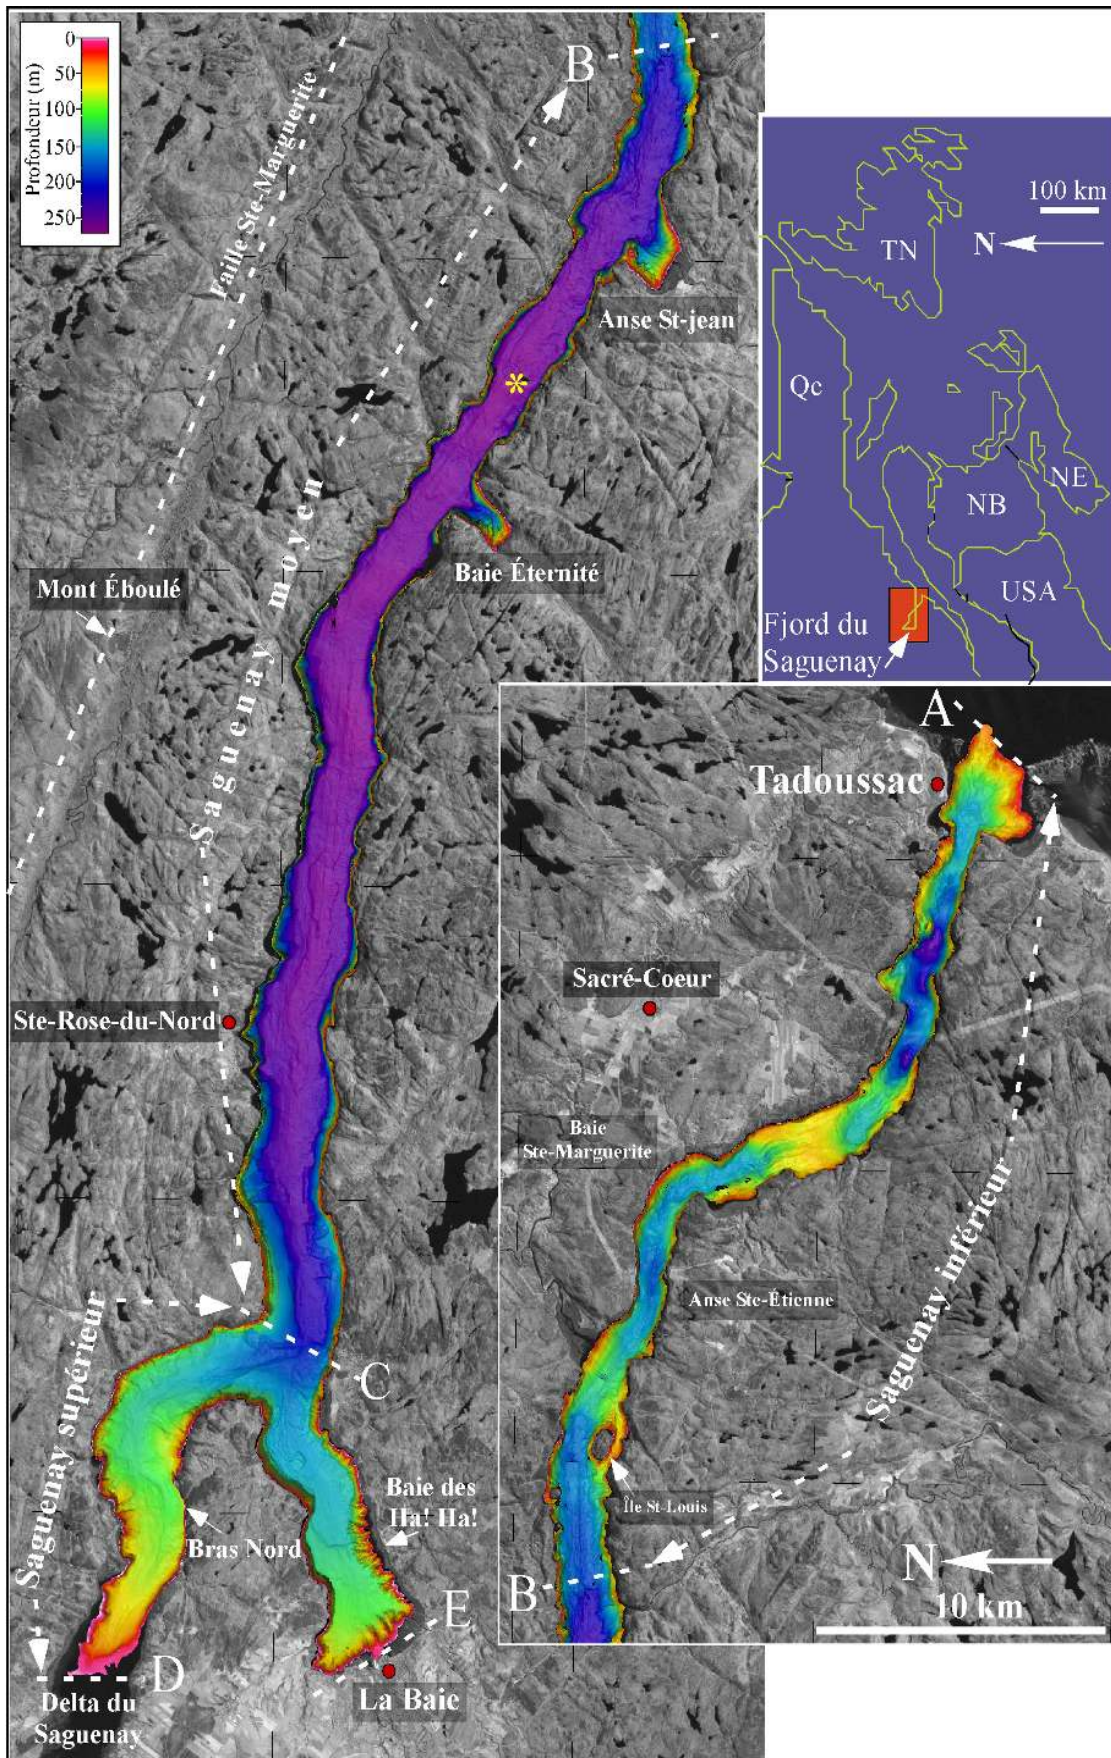 0
50
100
150
200
250
Profondeur (m)
B
Faille Ste-Marguerite
Anse St-jean
*
Baie Éternité
Mont Éboulé
Saguenay moyen
Ste-Rose-du-Nord
C
Saguenay supérieur
Baie des
Ha! Ha!
Bras Nord
E
D
La Baie
Delta du
Saguenay
100 km
N
TN
Qc
NE
NB
USA
Fjord du
Saguenay
A
Tadoussac
Sacré-Coeur
Baie
Ste-Marguerite
Anse Ste-Étienne
Saguenay inférieur
Île St-Louis
B
N
10 km